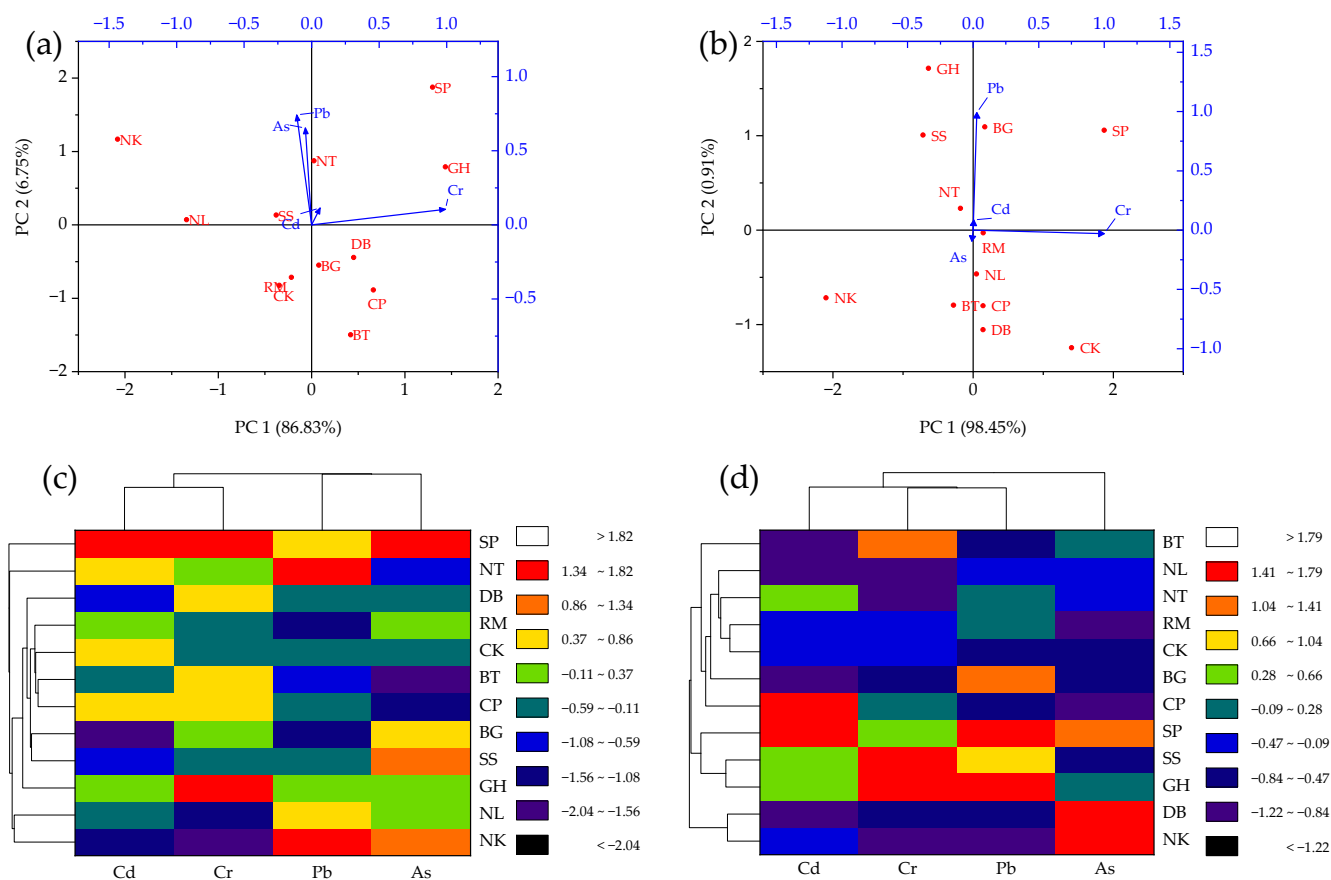 (a)
−1.5 −1.0 −0.5 0.0 0.5 1.0
2
1
0
−1
−2
PC 2 (6.75%)
1.0
0.5
0.0
−0.5
SP
Pb
As
NK
NT
GH
Cr
SS
NL
Cd
DB
BG
RM
CK
CP
BT
−2 −1 0 1 2
PC 1 (86.83%)
(b)
−1.5 −1.0 −0.5 0.0 0.5 1.0 1.5
2
1
0
−1
PC 2 (0.91%)
1.5
1.0
0.5
0.0
−0.5
−1.0
GH
Pb
SS
BG
SP
NT
Cd
Cr
RM
As
NL
NK
BT
CP
DB
CK
−2 0 2
PC 1 (98.45%)
(c)
SP
NT
DB
RM
CK
BT
CP
BG
SS
GH
NL
NK
Cd Cr Pb As
> 1.82
1.34 ~ 1.82
0.86 ~ 1.34
0.37 ~ 0.86
−0.11 ~ 0.37
−0.59 ~ −0.11
−1.08 ~ −0.59
−1.56 ~ −1.08
−2.04 ~ −1.56
< −2.04
(d)
BT
NL
NT
RM
CK
BG
CP
SP
SS
GH
DB
NK
Cd Cr Pb As
> 1.79
1.41 ~ 1.79
1.04 ~ 1.41
0.66 ~ 1.04
0.28 ~ 0.66
−0.09 ~ 0.28
−0.47 ~ −0.09
−0.84 ~ −0.47
−1.22 ~ −0.84
< −1.22